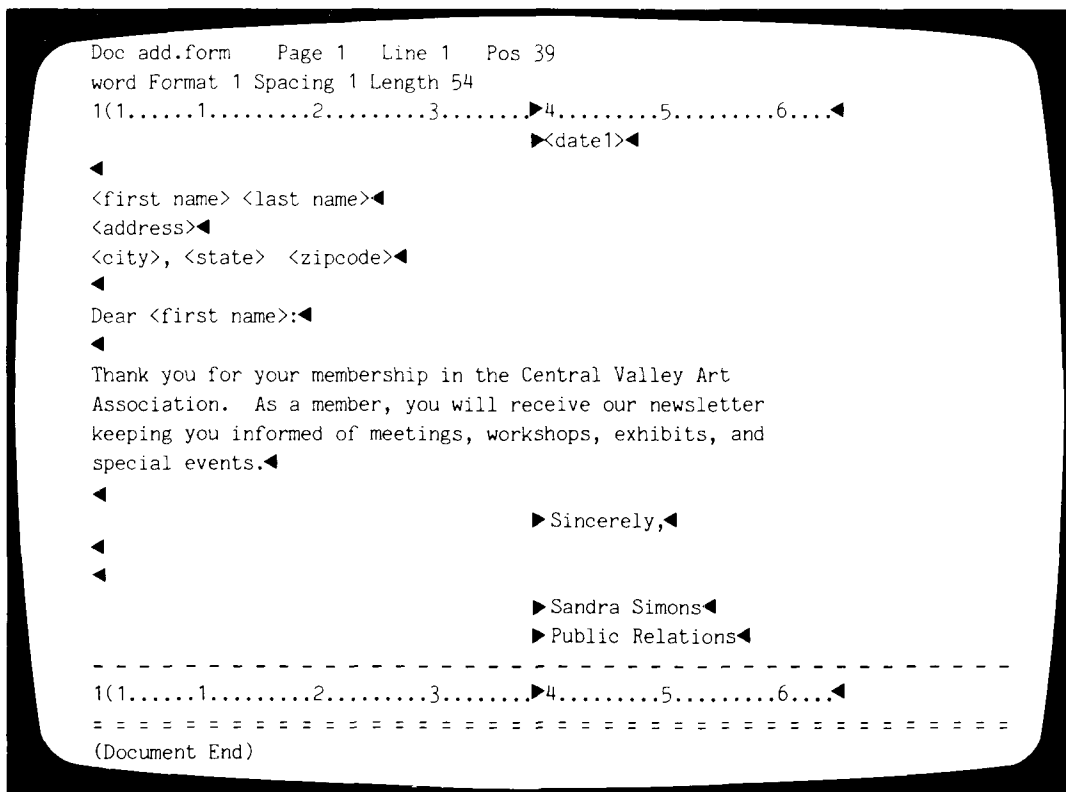 Doc add.form    Page 1   Line 1   Pos 39
word Format 1 Spacing 1 Length 54
1(1......1.........2.........3........▶4.........5.........6....◀
▶<date1>◀
◀
<first name> <last name>◀
<address>◀
<city>, <state>  <zipcode>◀
◀
Dear <first name>:◀
◀
Thank you for your membership in the Central Valley Art
Association.  As a member, you will receive our newsletter
keeping you informed of meetings, workshops, exhibits, and
special events.◀
◀
▶Sincerely,◀
◀
◀
▶Sandra Simons◀
▶Public Relations◀
- - - - - - - - - - - - - - - - - - - - - - - - - - - - - - - - - - - - - - - -
1(1......1.........2.........3........▶4.........5.........6....◀
= = = = = = = = = = = = = = = = = = = = = = = = = = = = = = = = = = = = = = = =
(Document End)